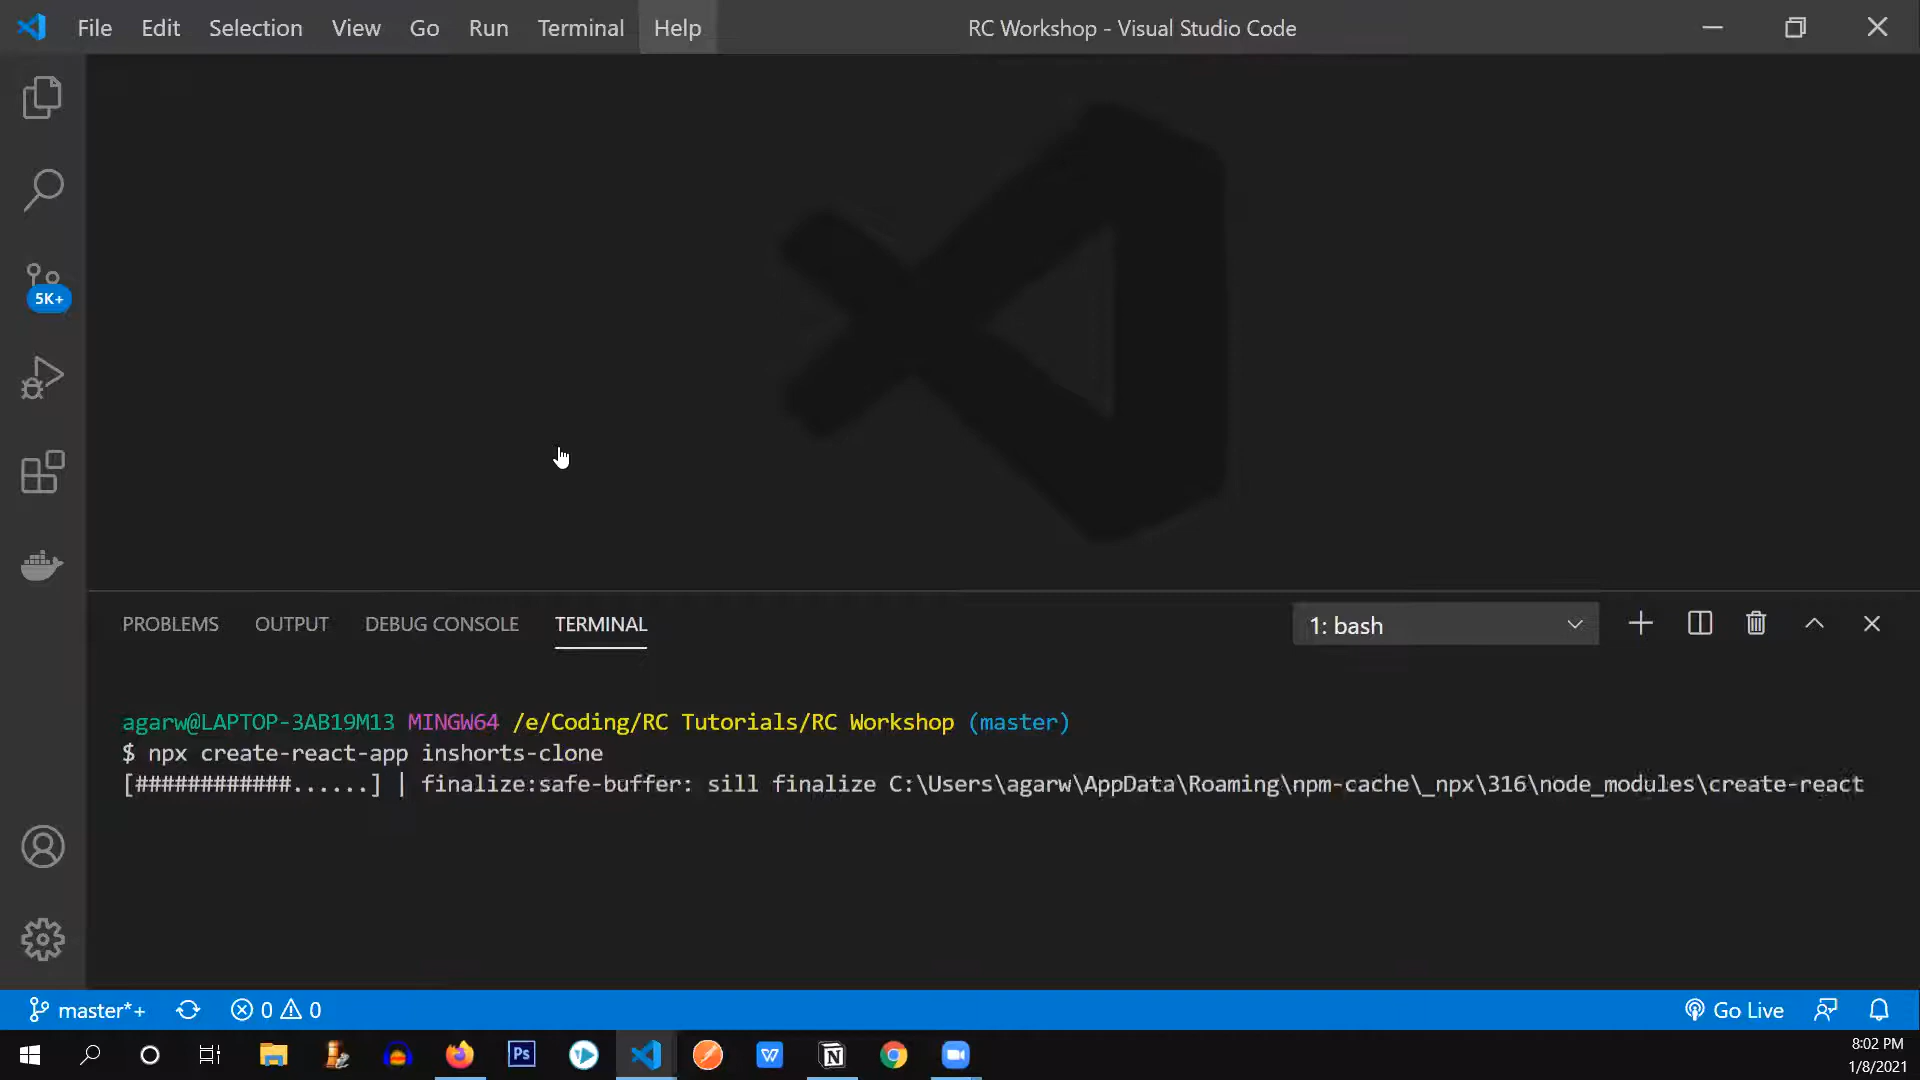 File Edit Selection View Go Run Terminal Help RC Workshop - Visual Studio Code
5K+
PROBLEMS OUTPUT DEBUG CONSOLE TERMINAL 1: bash
agarw@LAPTOP-3AB19M13 MINGW64 /e/Coding/RC Tutorials/RC Workshop (master)
$ npx create-react-app inshorts-clone
[############......] | finalize:safe-buffer: sill finalize C:\Users\agarw\AppData\Roaming\npm-cache\_npx\316\node_modules\create-react
master*+ 0 0 Go Live
Ps W N
8:02 PM
1/8/2021